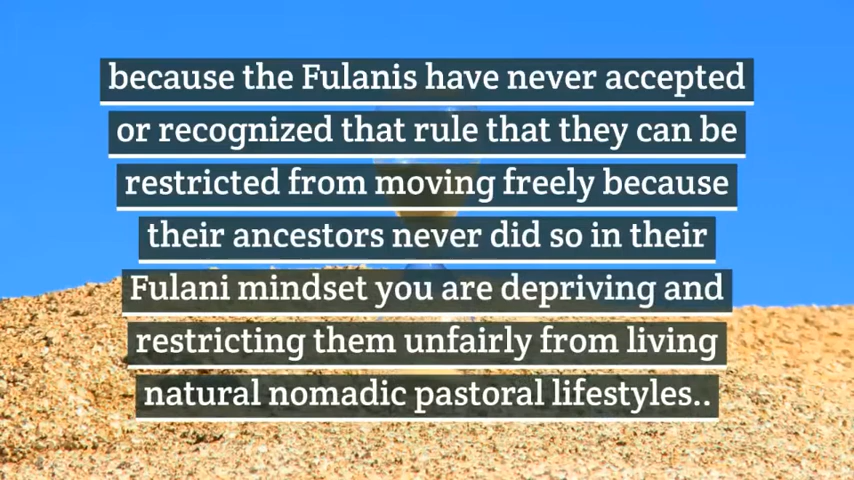 because the Fulanis have never accepted
or recognized that rule that they can be
restricted from moving freely because
their ancestors never did so in their
Fulani mindset you are depriving and
restricting them unfairly from living
natural nomadic pastoral lifestyles..